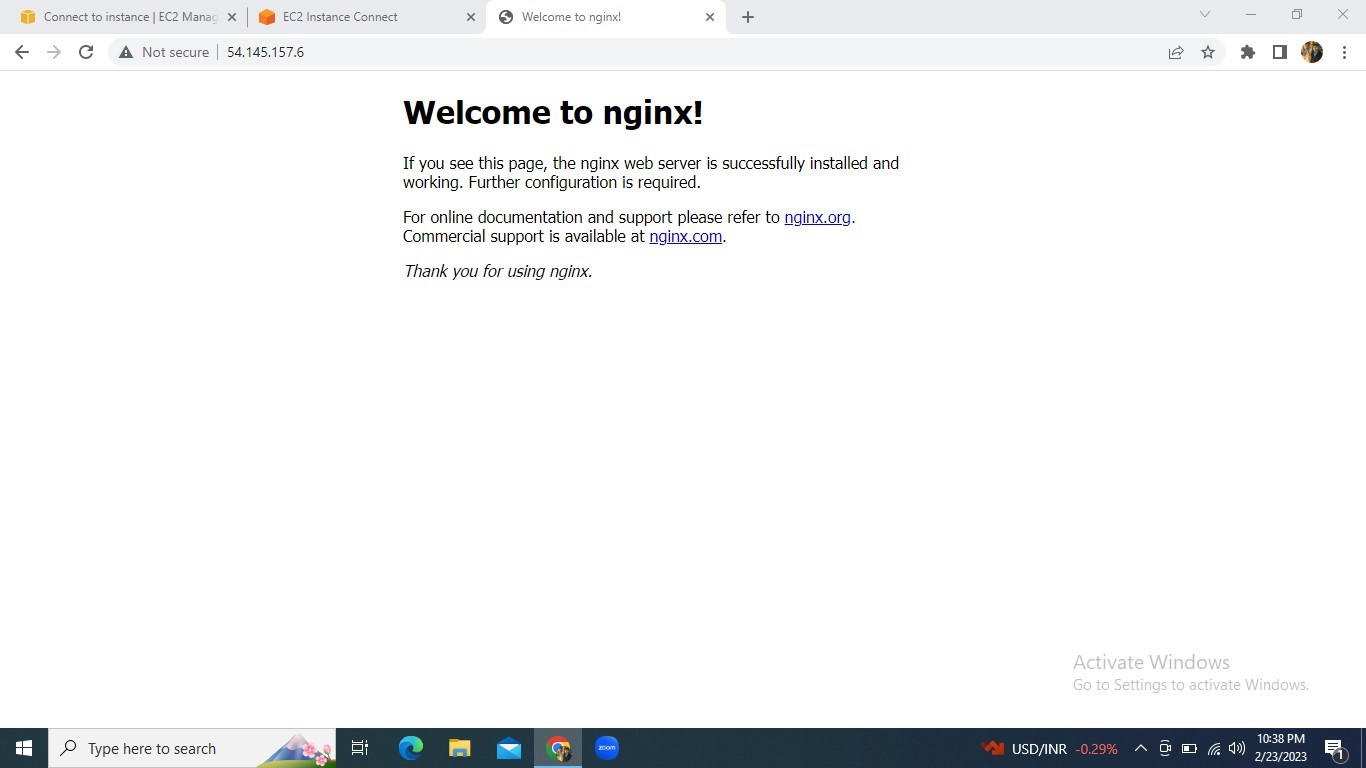 Connect to instance | EC2 Manag
EC2 Instance Connect
Welcome to nginx!
Not secure
54.145.157.6
Welcome to nginx!
If you see this page, the nginx web server is successfully installed and
working. Further configuration is required.
For online documentation and support please refer to nginx.org.
Commercial support is available at nginx.com.
Thank you for using nginx.
Activate Windows
Go to Settings to activate Windows.
Type here to search
zoom
USD/INR -0.29%
10:38 PM
2/23/2023
1